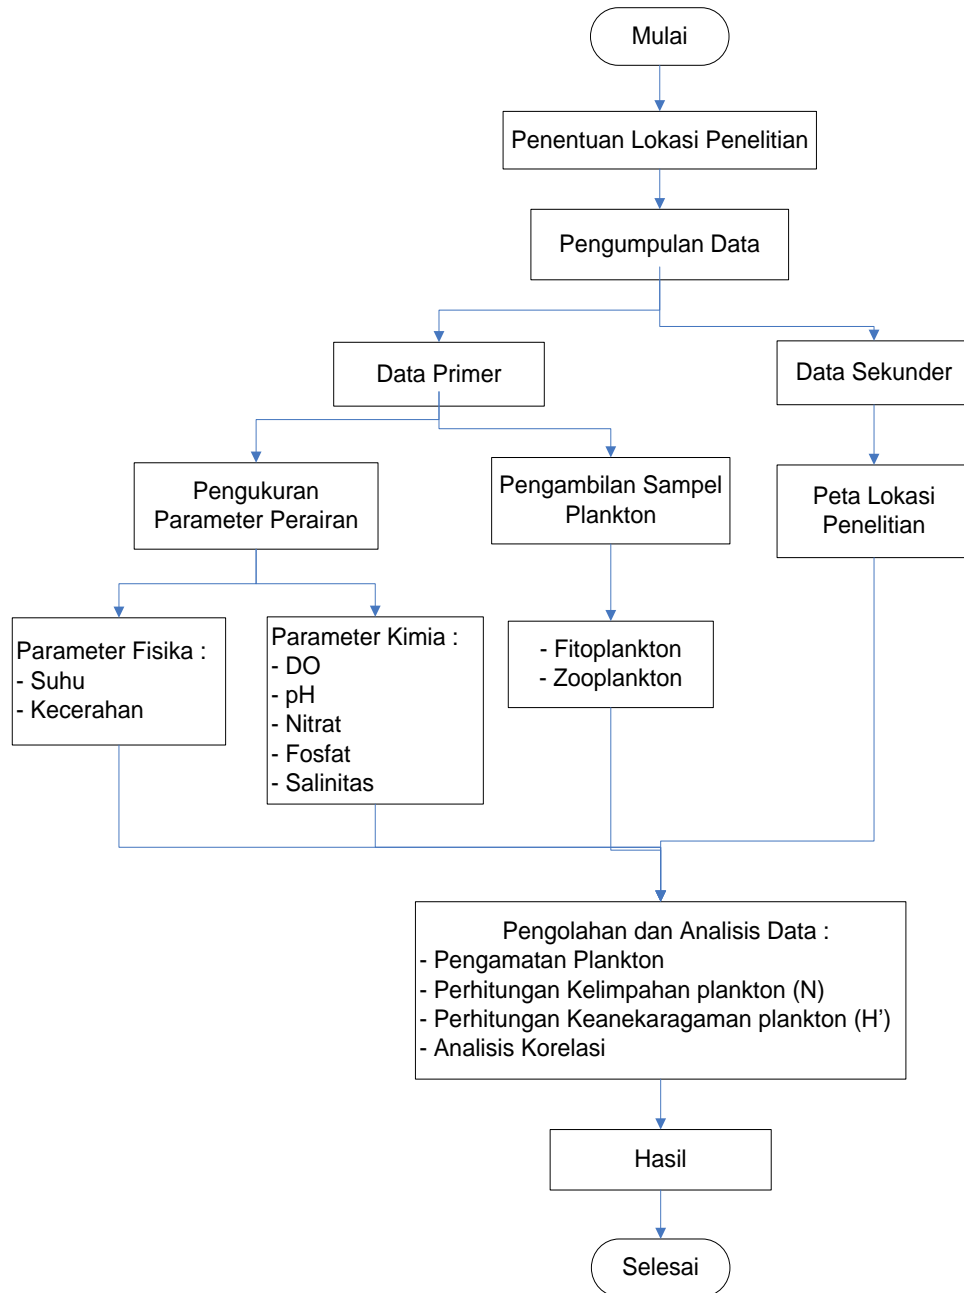 Mulai
Penentuan Lokasi Penelitian
Pengumpulan Data
Data Primer
Data Sekunder
Pengukuran
Parameter Perairan
Pengambilan Sampel
Plankton
Peta Lokasi
Penelitian
Parameter Fisika :
- Suhu
- Kecerahan
Parameter Kimia :
- DO
- pH
- Nitrat
- Fosfat
- Salinitas
- Fitoplankton
- Zooplankton
Pengolahan dan Analisis Data :
- Pengamatan Plankton
- Perhitungan Kelimpahan plankton (N)
- Perhitungan Keanekaragaman plankton (H’)
- Analisis Korelasi
Hasil
Selesai